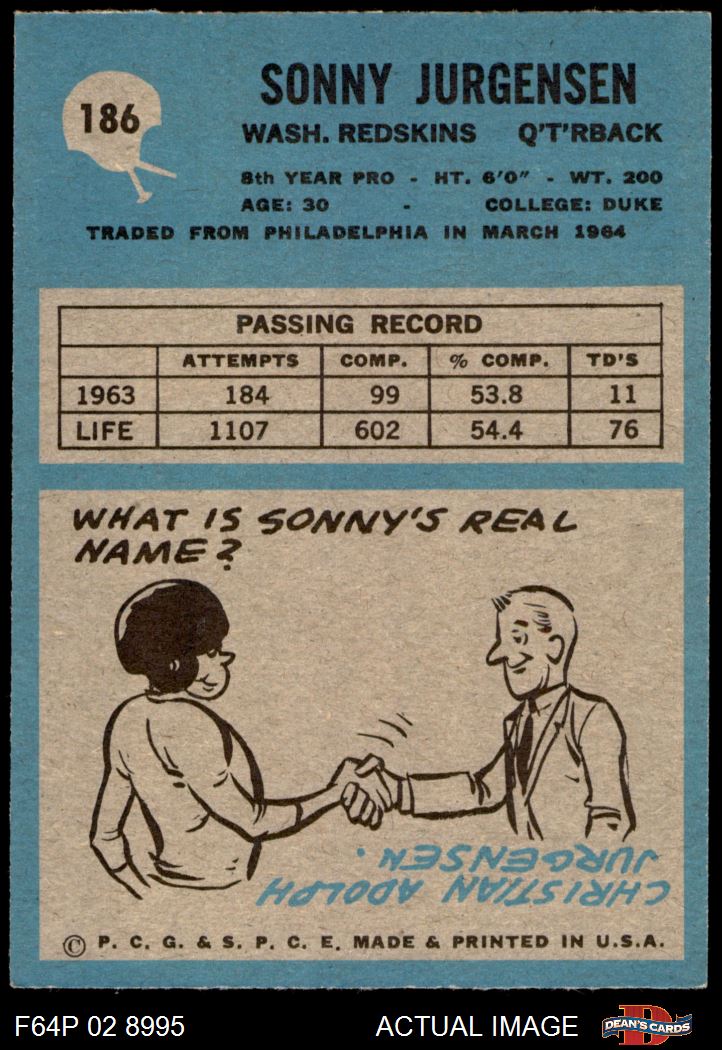 186
SONNY JURGENSEN
WASH. REDSKINS Q'T'RBACK
8th YEAR PRO - HT. 6'0" - WT. 200
AGE: 30 - COLLEGE: DUKE
TRADED FROM PHILADELPHIA IN MARCH 1964
PASSING RECORD
ATTEMPTS COMP. % COMP. TD'S
1963 184 99 53.8 11
LIFE 1107 602 54.4 76
WHAT IS SONNY'S REAL
NAME?
CHRISTIAN ADOLPH
JURGENSEN.
© P. C. G. & S. P. C. E. MADE & PRINTED IN U.S.A.
F64P 02 8995 ACTUAL IMAGE D DEAN'S CARDS